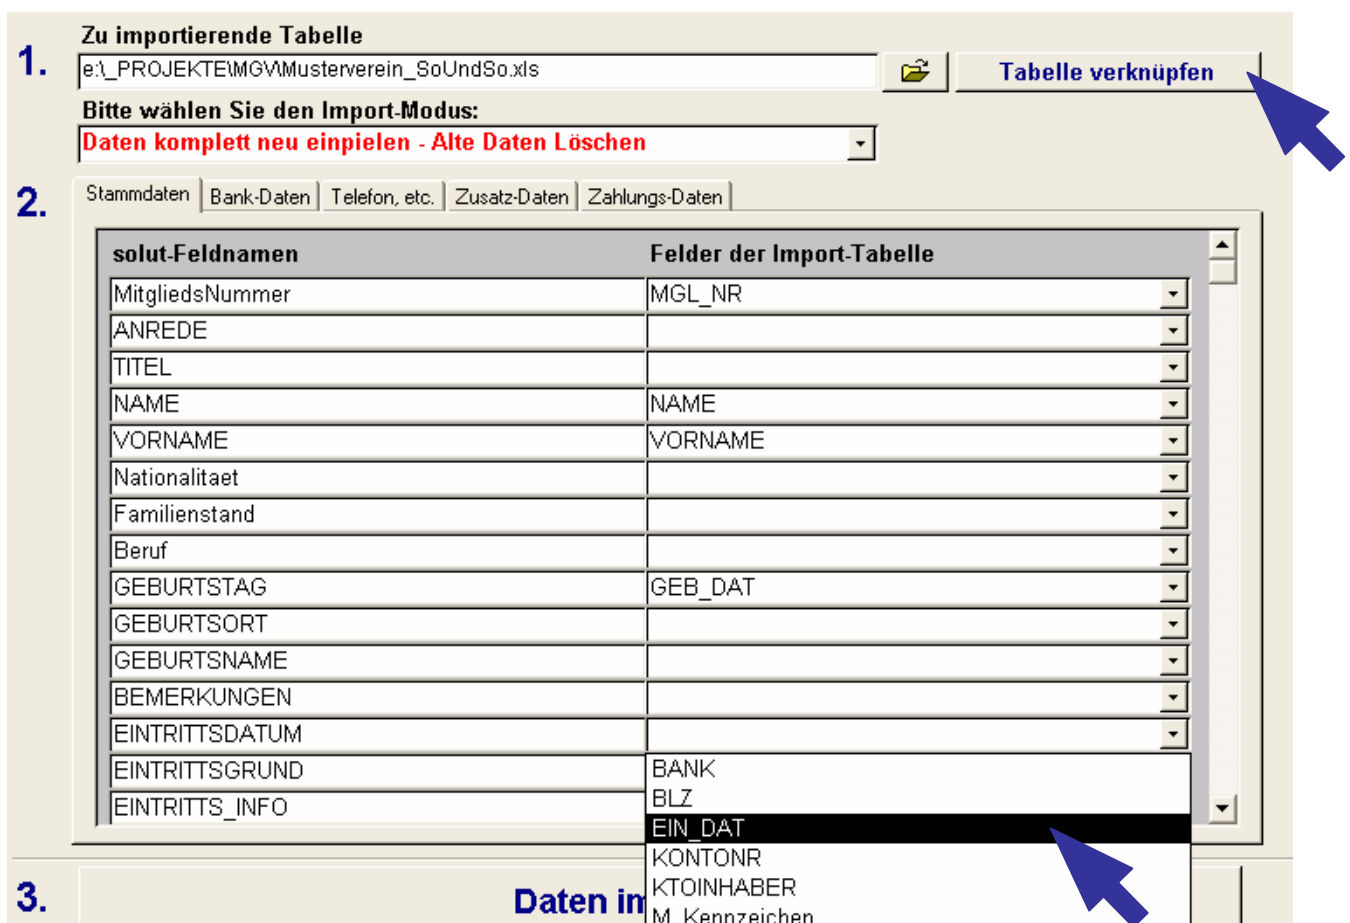 1.
Zu importierende Tabelle
e:\_PROJEKTE\MGV\Musterverein_SoUndSo.xls
Tabelle verknüpfen
Bitte wählen Sie den Import-Modus:
Daten komplett neu einpielen - Alte Daten Löschen
2.
Stammdaten Bank-Daten Telefon, etc. Zusatz-Daten Zahlungs-Daten
solut-Feldnamen Felder der Import-Tabelle
MitgliedsNummer MGL_NR
ANREDE
TITEL
NAME NAME
VORNAME VORNAME
Nationalitaet
Familienstand
Beruf
GEBURTSTAG GEB_DAT
GEBURTSORT
GEBURTSNAME
BEMERKUNGEN
EINTRITTSDATUM
EINTRITTSGRUND
EINTRITTS_INFO
BANK
BLZ
EIN_DAT
KONTONR
KTOINHABER
M_Kennzeichen
3.
Daten